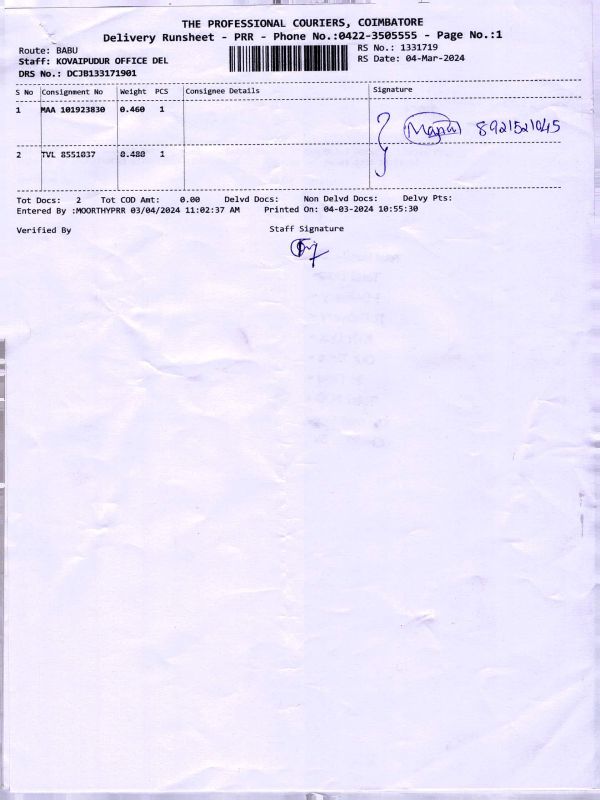 THE PROFESSIONAL COURIERS, COIMBATORE
Delivery Runsheet - PRR - Phone No.:0422-3505555 - Page No.:1
Route: BABU
RS No.: 1331719
Staff: KOVAIPUDUR OFFICE DEL
RS Date: 04-Mar-2024
DRS No.: DCJB133171901
S No Consignment No Weight PCS Consignee Details Signature
1 MAA 101923830 0.460 1
8921521045
2 TVL 8551037 0.480 1
Tot Docs: 2 Tot COD Amt: 0.00 Delvd Docs: Non Delvd Docs: Delvy Pts:
Entered By :MOORTHYPRR 03/04/2024 11:02:37 AM Printed On: 04-03-2024 10:55:30
Verified By Staff Signature